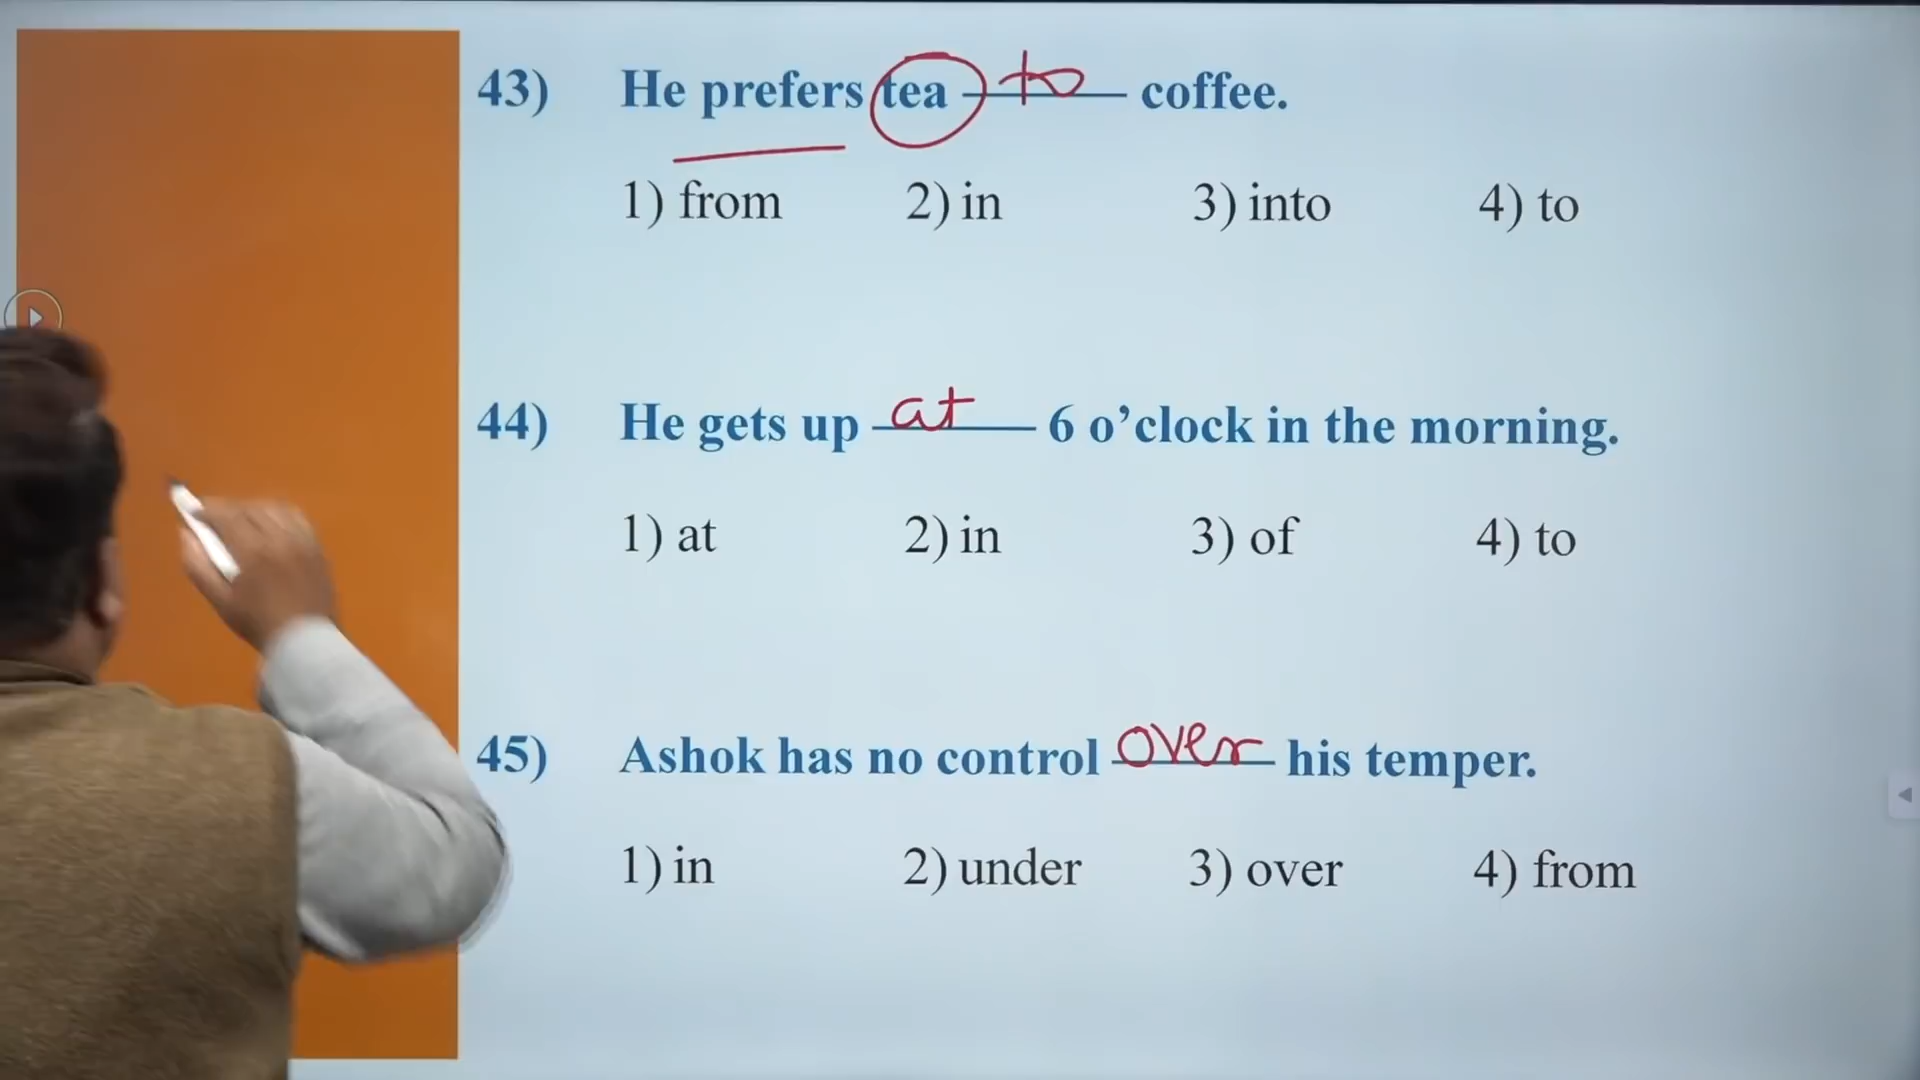 43) He prefers tea to coffee.
1) from 2) in 3) into 4) to
44) He gets up at 6 o’clock in the morning.
1) at 2) in 3) of 4) to
45) Ashok has no control over his temper.
1) in 2) under 3) over 4) from